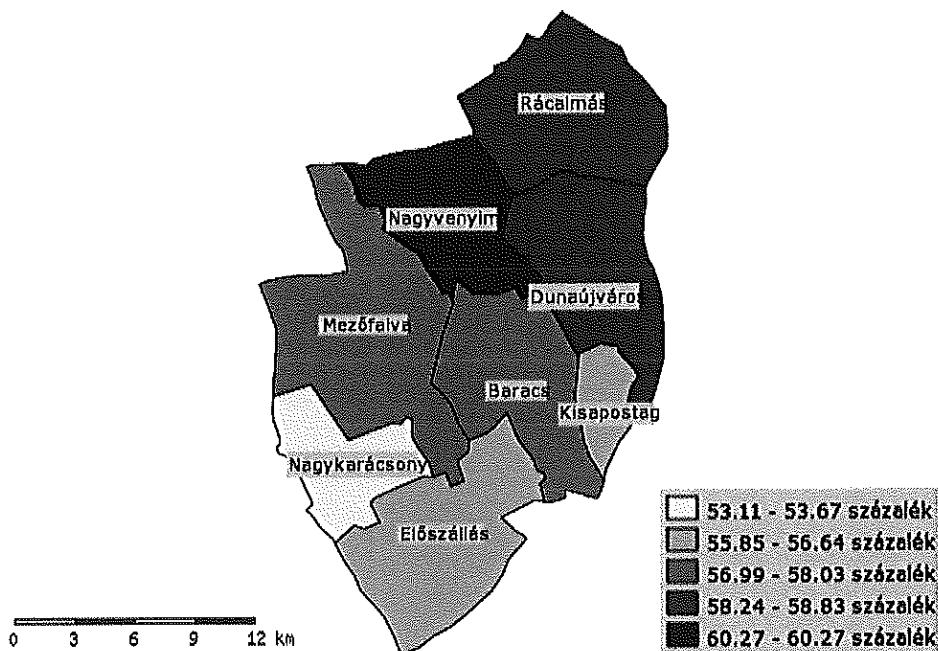 Rácalmás
Nagyvenyim
Dunaújváros
Mezőfalva
Baracs
Kisapostag
Nagykarácsony
Előszállás
53.11 - 53.67 százalék
55.85 - 56.64 százalék
56.99 - 58.03 százalék
58.24 - 58.83 százalék
60.27 - 60.27 százalék
0 3 6 9 12 km